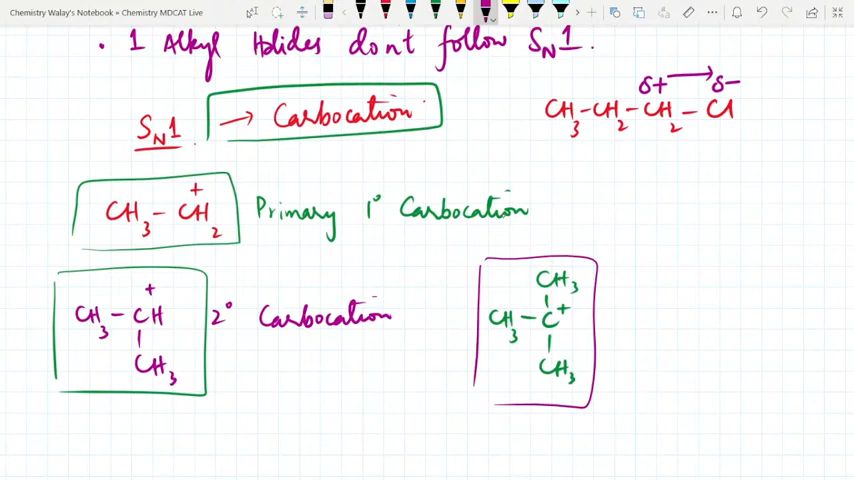 Chemistry Walay's Notebook » Chemistry MDCAT Live
. 1 Alkyl Halides dont follow SN1.
SN1 → Carbocation
δ+ → δ-
CH3-CH2-CH2-Cl
CH3-CH2+ Primary 1° Carbocation
CH3-CH+ 2° Carbocation
CH3
CH3
CH3-C+
CH3